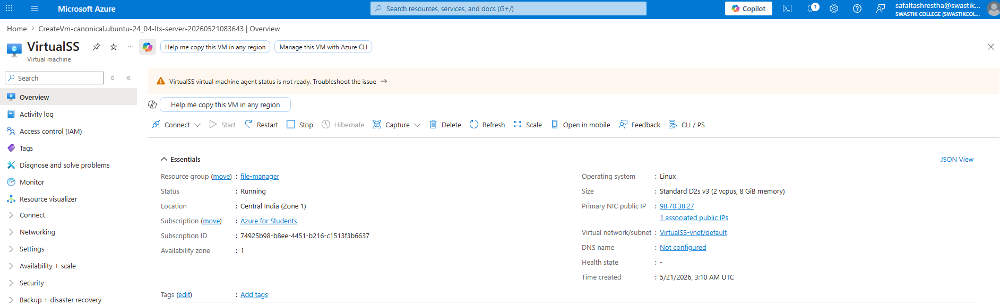 Microsoft Azure
Search resources, services, and docs (G+/)
Copilot
1
safaltashrestha@swastik...
SWASTIK COLLEGE (SWASTIKCOL...
Home > CreateVm-canonical.ubuntu-24_04-lts-server-20260521083643 | Overview
VirtualSS
Virtual machine
Help me copy this VM in any region
Manage this VM with Azure CLI
Search
VirtualSS virtual machine agent status is not ready. Troubleshoot the issue →
Help me copy this VM in any region
Connect
Start
Restart
Stop
Hibernate
Capture
Delete
Refresh
Scale
Open in mobile
Feedback
CLI / PS
Overview
Activity log
Access control (IAM)
Tags
Diagnose and solve problems
Monitor
Resource visualizer
Connect
Networking
Settings
Availability + scale
Security
Backup + disaster recovery
Essentials
JSON View
Resource group (move) : file-manager
Status : Running
Location : Central India (Zone 1)
Subscription (move) : Azure for Students
Subscription ID : 74925b98-b8ee-4451-b216-c1513f3b6637
Availability zone : 1
Operating system : Linux
Size : Standard D2s v3 (2 vcpus, 8 GiB memory)
Primary NIC public IP : 98.70.38.27
1 associated public IPs
Virtual network/subnet : VirtualSS-vnet/default
DNS name : Not configured
Health state : -
Time created : 5/21/2026, 3:10 AM UTC
Tags (edit) : Add tags